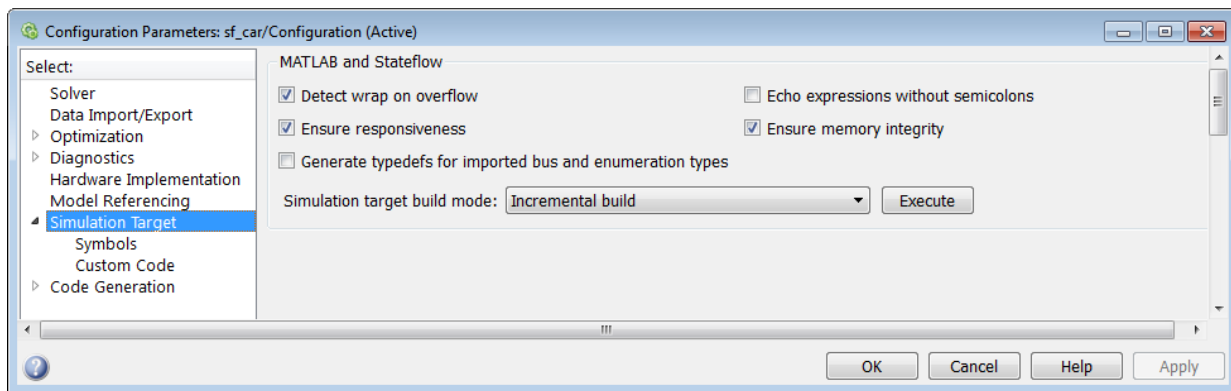 Configuration Parameters: sf_car/Configuration (Active)
Select:
Solver
Data Import/Export
Optimization
Diagnostics
Hardware Implementation
Model Referencing
Simulation Target
Symbols
Custom Code
Code Generation
MATLAB and Stateflow
Detect wrap on overflow
Echo expressions without semicolons
Ensure responsiveness
Ensure memory integrity
Generate typedefs for imported bus and enumeration types
Simulation target build mode: Incremental build Execute
OK Cancel Help Apply